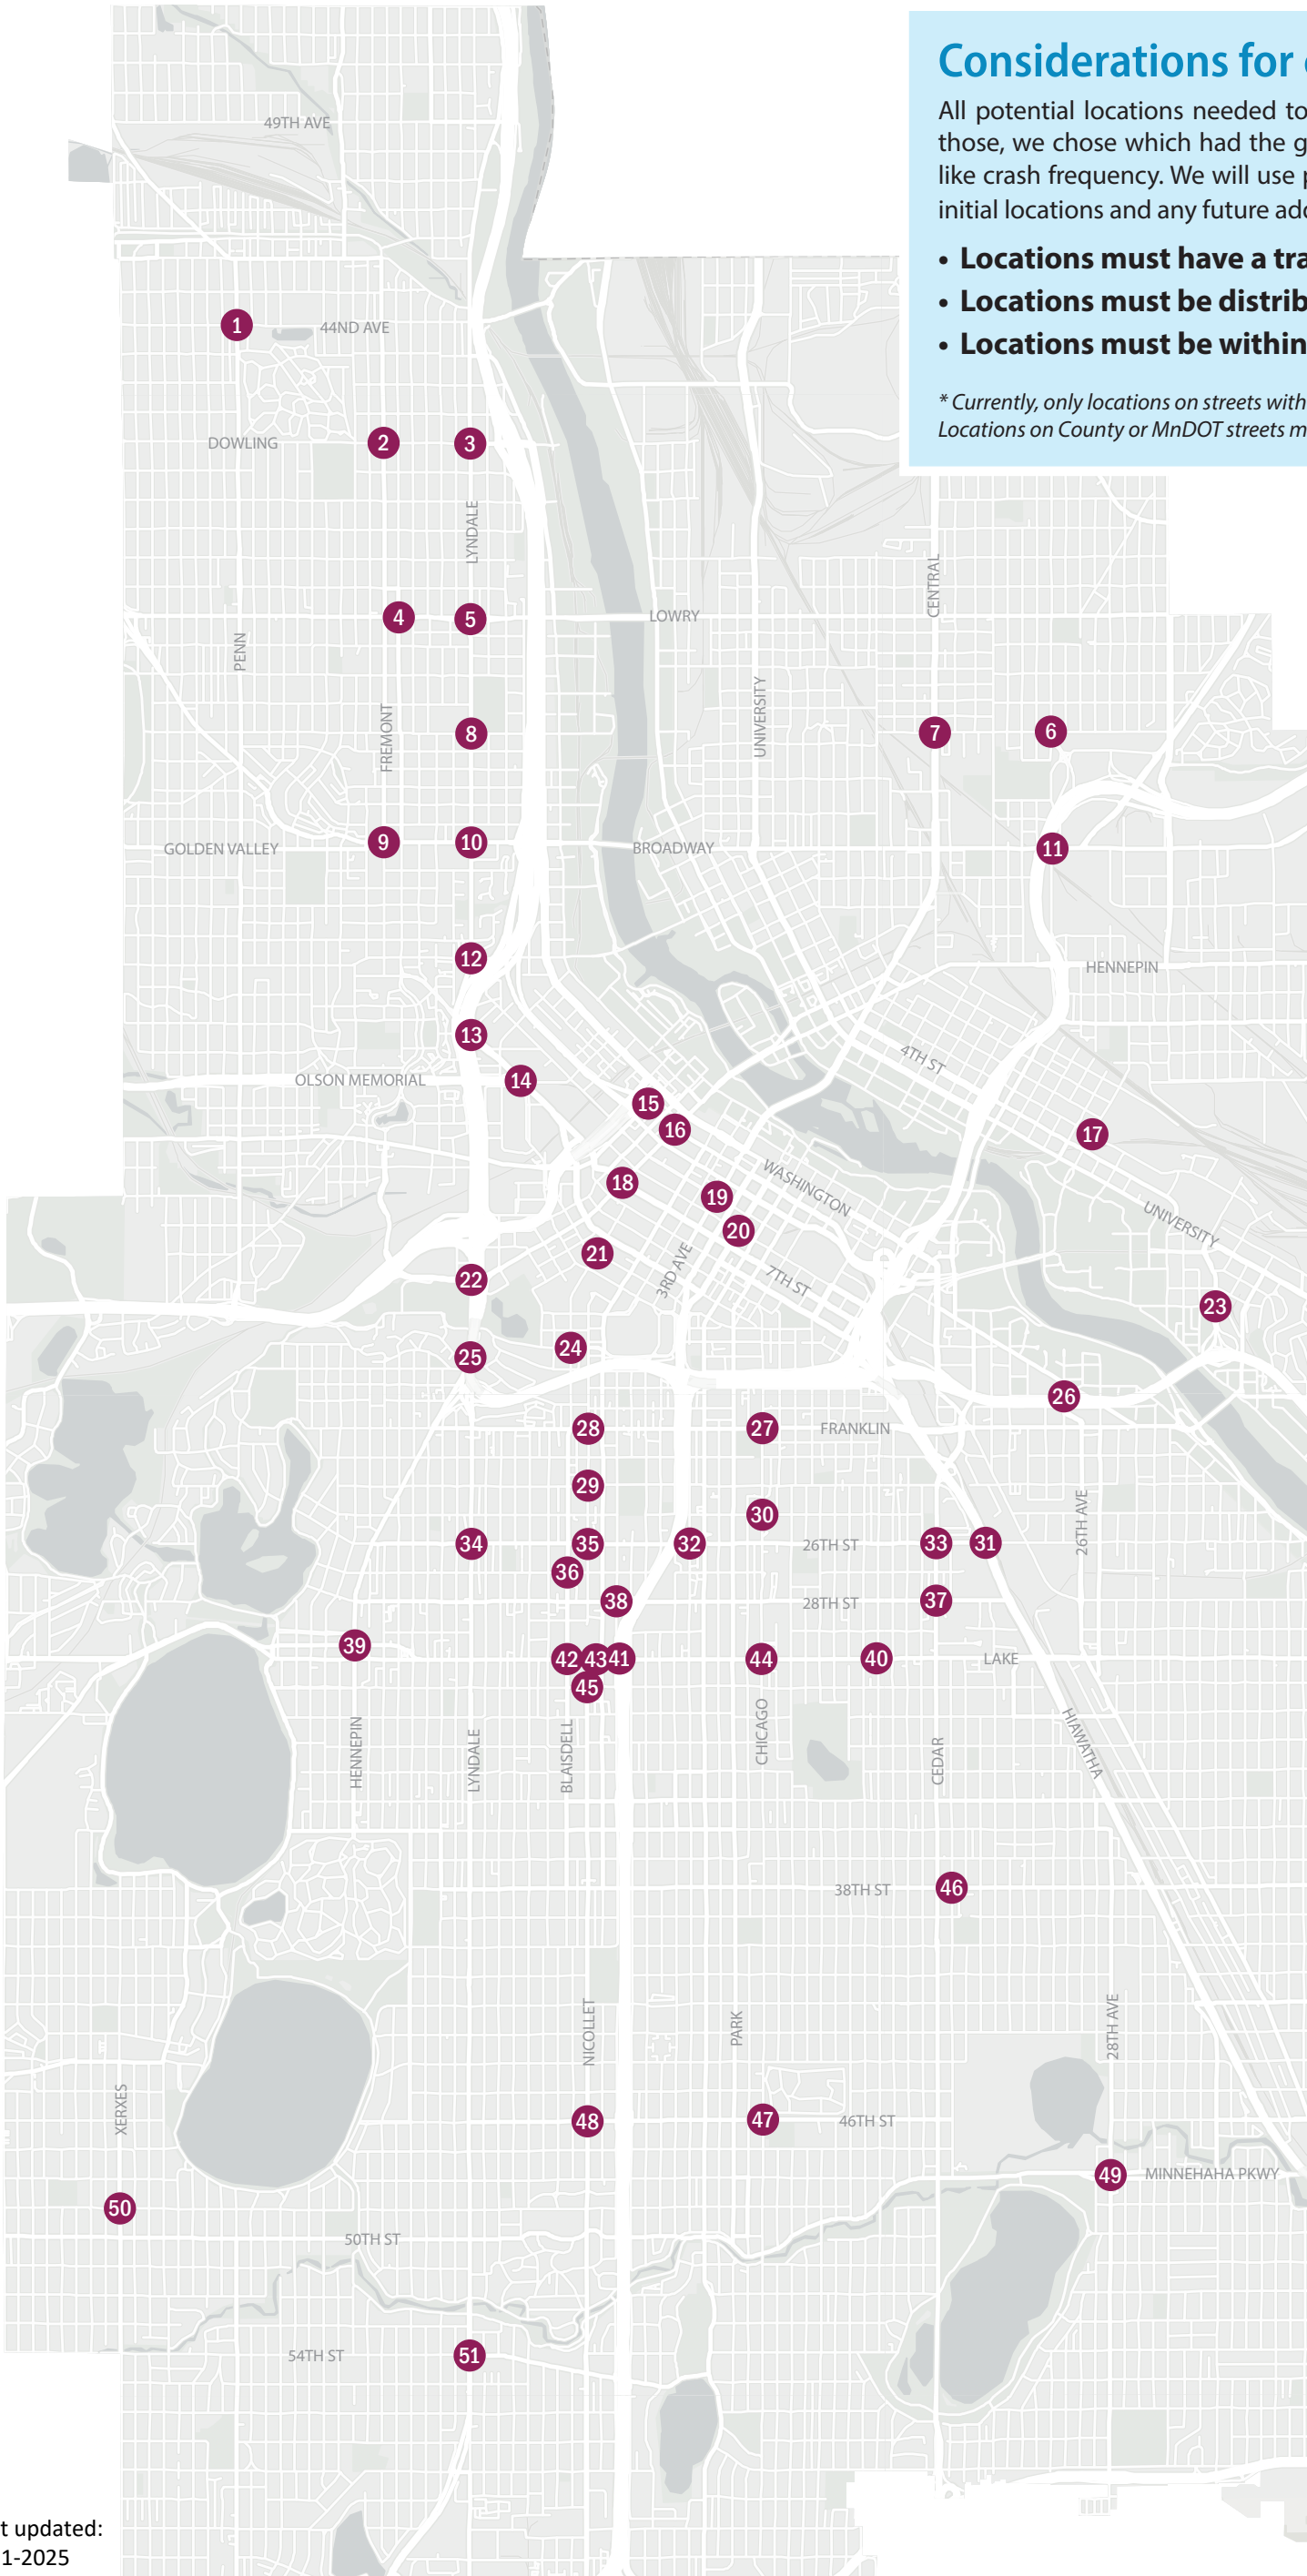 Considerations for
All potential locations needed to
those, we chose which had the g
like crash frequency. We will use p
initial locations and any future add
• Locations must have a tra
• Locations must be distrib
• Locations must be within
* Currently, only locations on streets with
Locations on County or MnDOT streets m
49TH AVE
1
44ND AVE
DOWLING
2
3
LYNDALE
CENTRAL
4
5
LOWRY
PENN
UNIVERSITY
FREMONT
8
7
6
GOLDEN VALLEY
9
10
BROADWAY
11
12
HENNEPIN
13
4TH ST
OLSON MEMORIAL
14
15
16
17
WASHINGTON
18
19
UNIVERSITY
20
21
3RD AVE
22
7TH ST
23
24
25
26
28
27
FRANKLIN
29
30
26TH AVE
34
35
32
26TH ST
33
31
36
38
28TH ST
37
39
42
43
41
44
40
LAKE
45
HENNEPIN
LYNDALE
BLAISDELL
CHICAGO
CEDAR
HIAWATHA
38TH ST
46
NICOLLET
PARK
28TH AVE
XERXES
48
47
46TH ST
49
MINNEHAHA PKWY
50
50TH ST
54TH ST
51
t updated:
1-2025